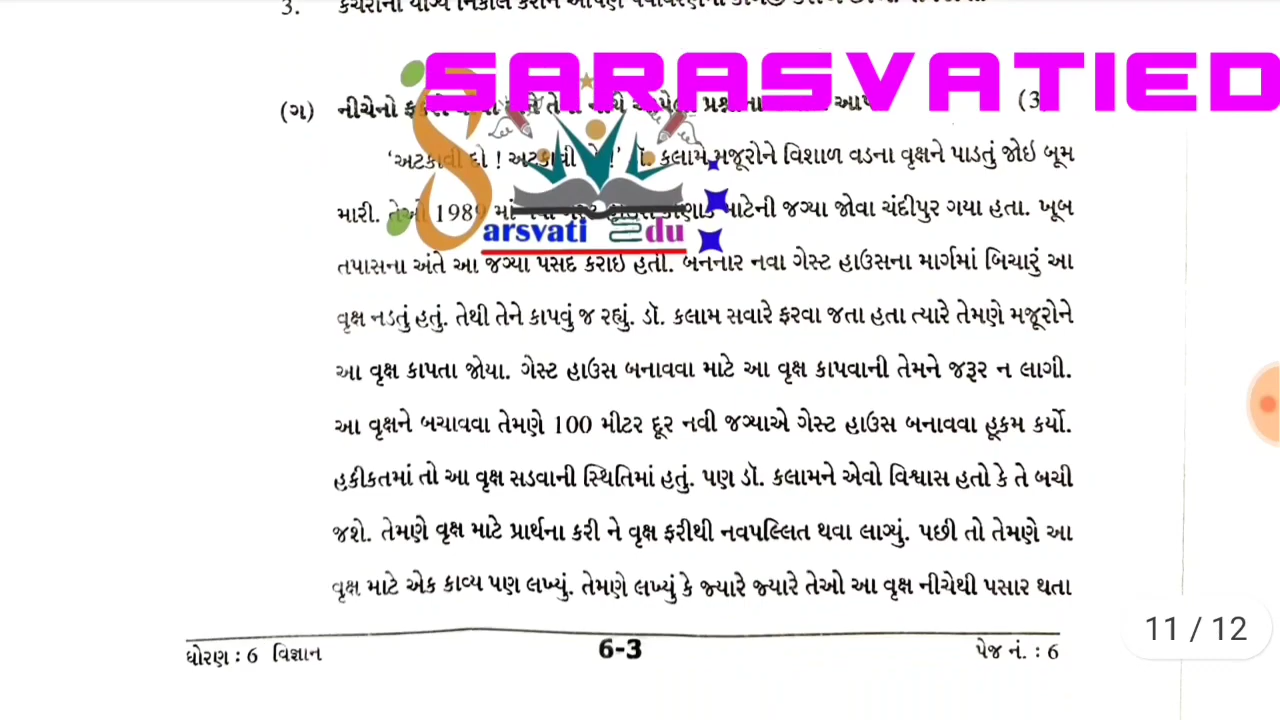 3.
SARASVATIED
(ગ) નીચેનો પ્રશ્નોના
'અટકાવી દો ! અટકાવી કલામે મજૂરોને વિશાળ વડના વૃક્ષને પાડતું જોઇ બૂમ
મારી. તેઓ 1989 માં માટેની જગ્યા જોવા ચંદીપુર ગયા હતા. ખૂબ
arsvati Edu
તપાસના અંતે આ જગ્યા પસંદ કરાઇ હતી. બનનાર નવા ગેસ્ટ હાઉસના માર્ગમાં બિચારું આ
વૃક્ષ નડતું હતું. તેથી તેને કાપવું જ રહ્યું. ડૉ. કલામ સવારે ફરવા જતા હતા ત્યારે તેમણે મજૂરોને
આ વૃક્ષ કાપતા જોયા. ગેસ્ટ હાઉસ બનાવવા માટે આ વૃક્ષ કાપવાની તેમને જરૂર ન લાગી.
આ વૃક્ષને બચાવવા તેમણે 100 મીટર દૂર નવી જગ્યાએ ગેસ્ટ હાઉસ બનાવવા હૂકમ કર્યો.
હકીકતમાં તો આ વૃક્ષ સડવાની સ્થિતિમાં હતું. પણ ડૉ. કલામને એવો વિશ્વાસ હતો કે તે બચી
જશે. તેમણે વૃક્ષ માટે પ્રાર્થના કરી ને વૃક્ષ ફરીથી નવપલ્લિત થવા લાગ્યું. પછી તો તેમણે આ
વૃક્ષ માટે એક કાવ્ય પણ લખ્યું. તેમણે લખ્યું કે જ્યારે જ્યારે તેઓ આ વૃક્ષ નીચેથી પસાર થતા
11 / 12
ધોરણ : 6 વિજ્ઞાન 6-3 પેજ નં. : 6